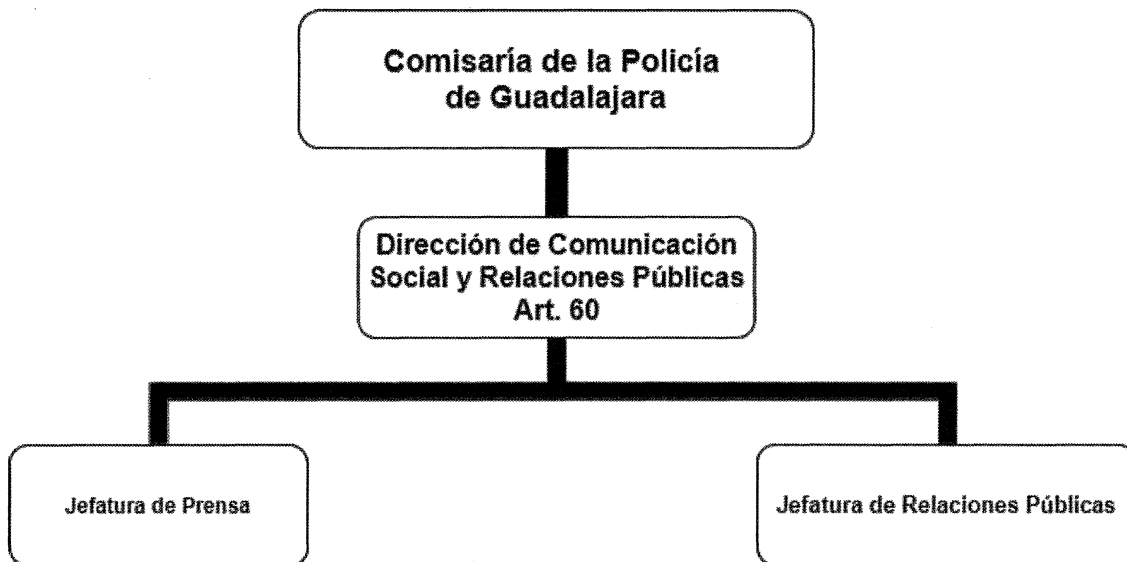 Comisaría de la Policía
de Guadalajara
Dirección de Comunicación
Social y Relaciones Públicas
Art. 60
Jefatura de Prensa
Jefatura de Relaciones Públicas